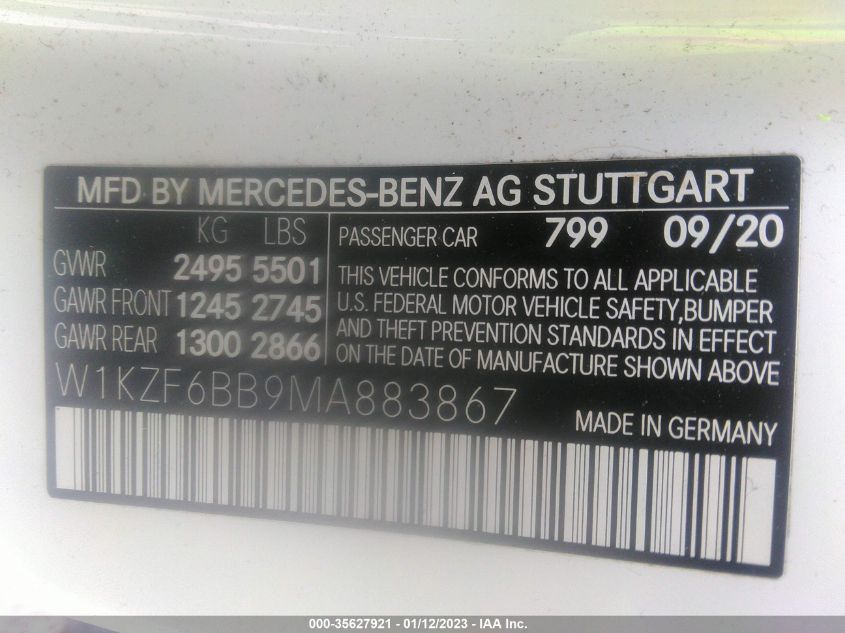 MFD BY MERCEDES-BENZ AG STUTTGART
KG LBS
GVWR 2495 5501
GAWR FRONT 1245 2745
GAWR REAR 1300 2866
PASSENGER CAR 799 09/20
THIS VEHICLE CONFORMS TO ALL APPLICABLE
U.S. FEDERAL MOTOR VEHICLE SAFETY,BUMPER
AND THEFT PREVENTION STANDARDS IN EFFECT
ON THE DATE OF MANUFACTURE SHOWN ABOVE
W1KZF6BB9MA883867
MADE IN GERMANY
000-35627921 - 01/12/2023 - IAA Inc.